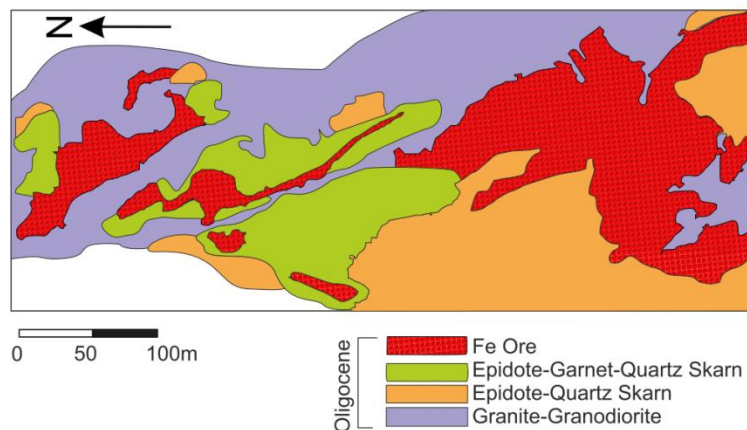 N
0 50 100m
Oligocene
Fe Ore
Epidote-Garnet-Quartz Skarn
Epidote-Quartz Skarn
Granite-Granodiorite